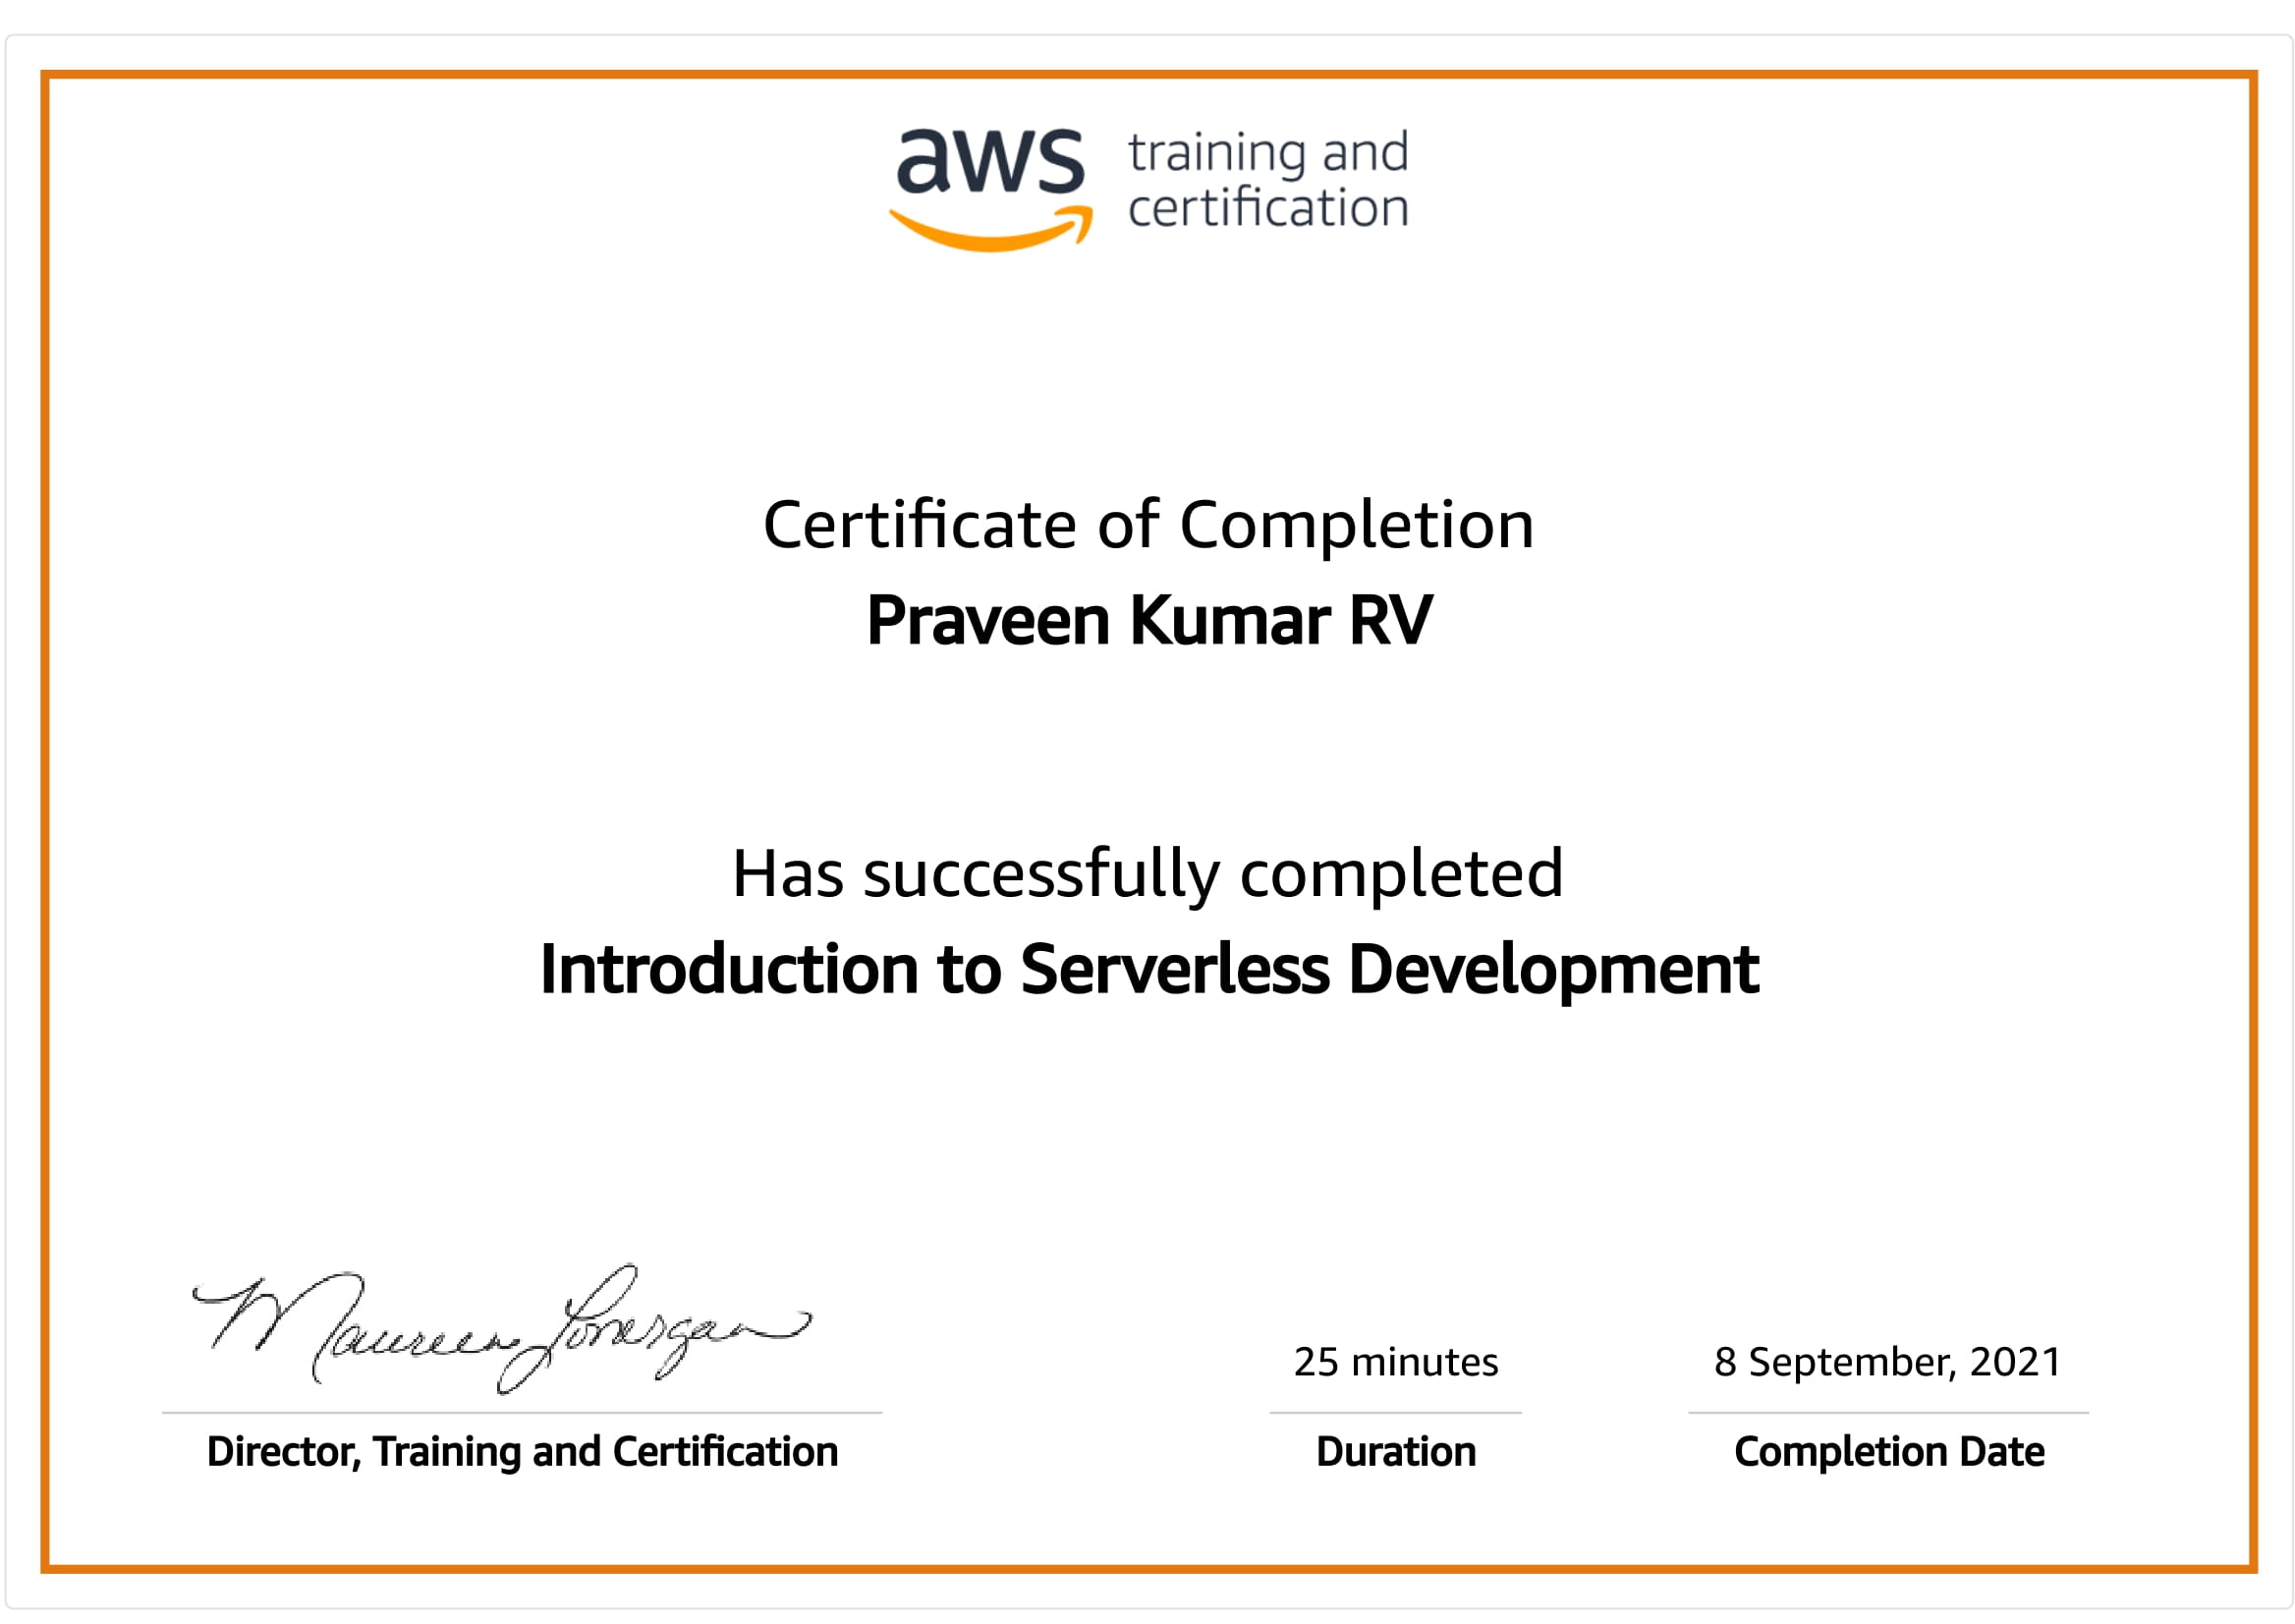 aws training and
certification
Certificate of Completion
Praveen Kumar RV
Has successfully completed
Introduction to Serverless Development
Maureen Lonergan
25 minutes
8 September, 2021
Director, Training and Certification
Duration
Completion Date